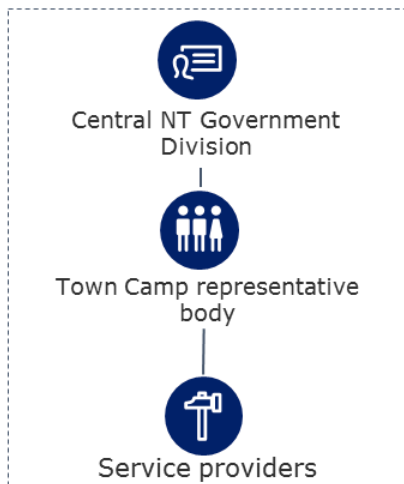 Central NT Government
Division
Town Camp representative
body
Service providers